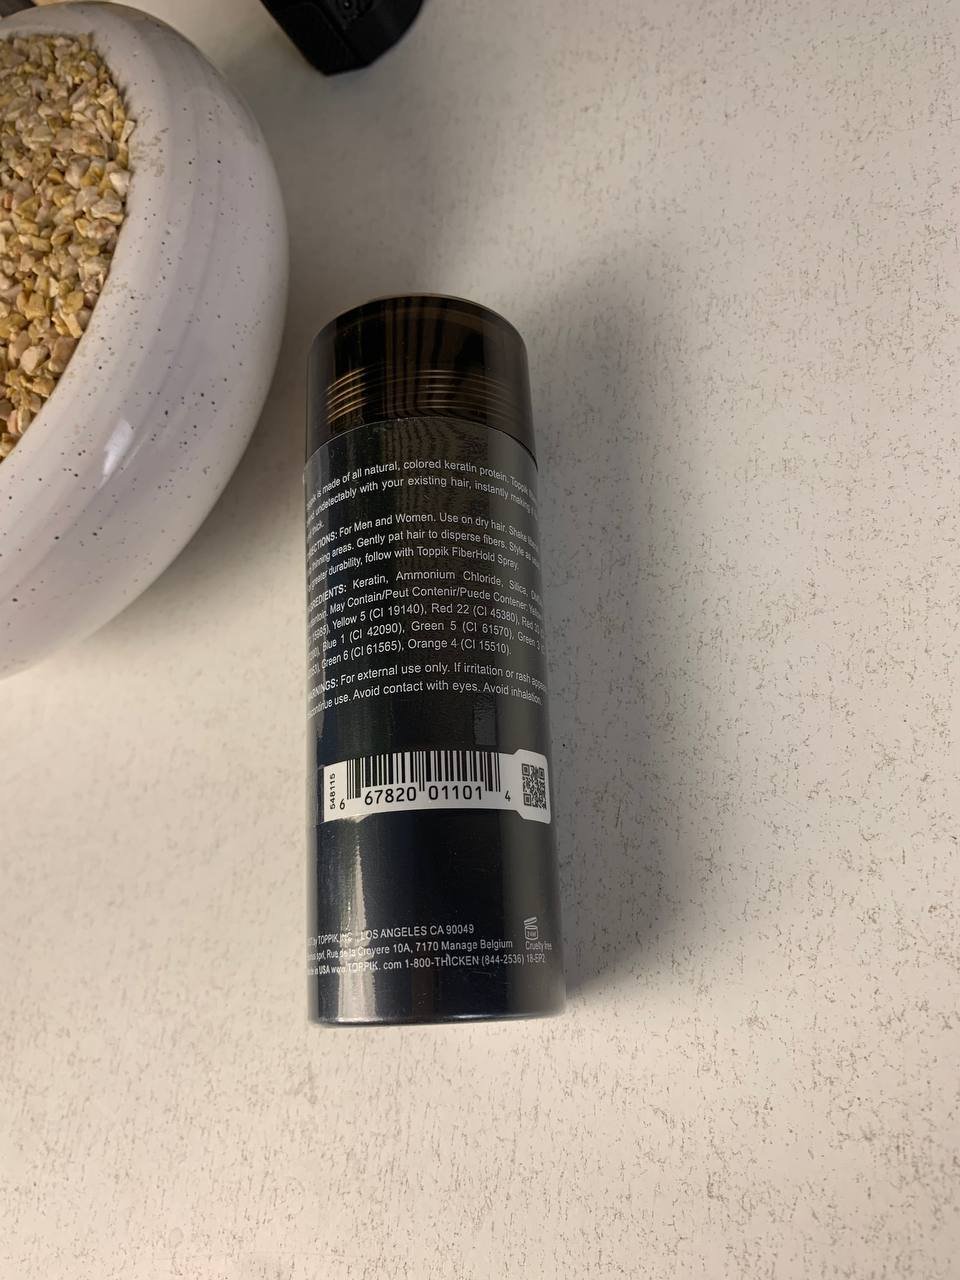 is made of all natural, colored keratin protein. Toppik
undetectably with your existing hair, instantly making
thick.
For Men and Women. Use on dry hair. Shake
thinning areas. Gently pat hair to disperse fibers. Style as
greater durability, follow with Toppik FiberHold Spray.
Keratin, Ammonium Chloride, Silica,
May Contain/Peut Contenir/Puede Contener:
Yellow 5 (CI 19140), Red 22 (CI 45380), Red
Blue 1 (CI 42090), Green 5 (CI 61570), Green
Green 6 (CI 61565), Orange 4 (CI 15510).
For external use only. If irritation or rash
use. Avoid contact with eyes. Avoid inhalation.
548115
6 67820 01101 4
by TOPPIK, INC. LOS ANGELES CA 90049
sprl, Rue de la Croyere 10A, 7170 Manage Belgium
Cruelty free
in USA www.TOPPIK. com 1-800-THICKEN (844-2536) 18-EP2